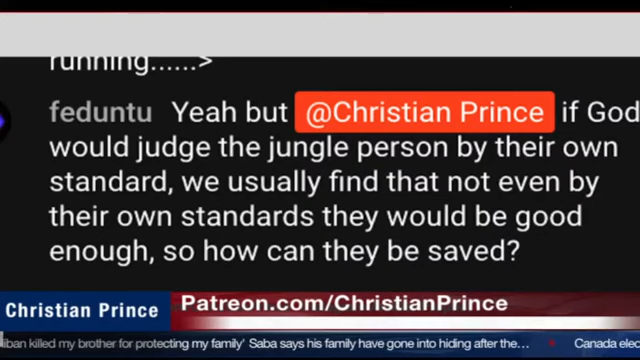 running......>
feduntu Yeah but @Christian Prince if God
would judge the jungle person by their own
standard, we usually find that not even by
their own standards they would be good
enough, so how can they be saved?
Christian Prince
Patreon.com/ChristianPrince
iban killed my brother for protecting my family' Saba says his family have gone into hiding after the... Canada elec